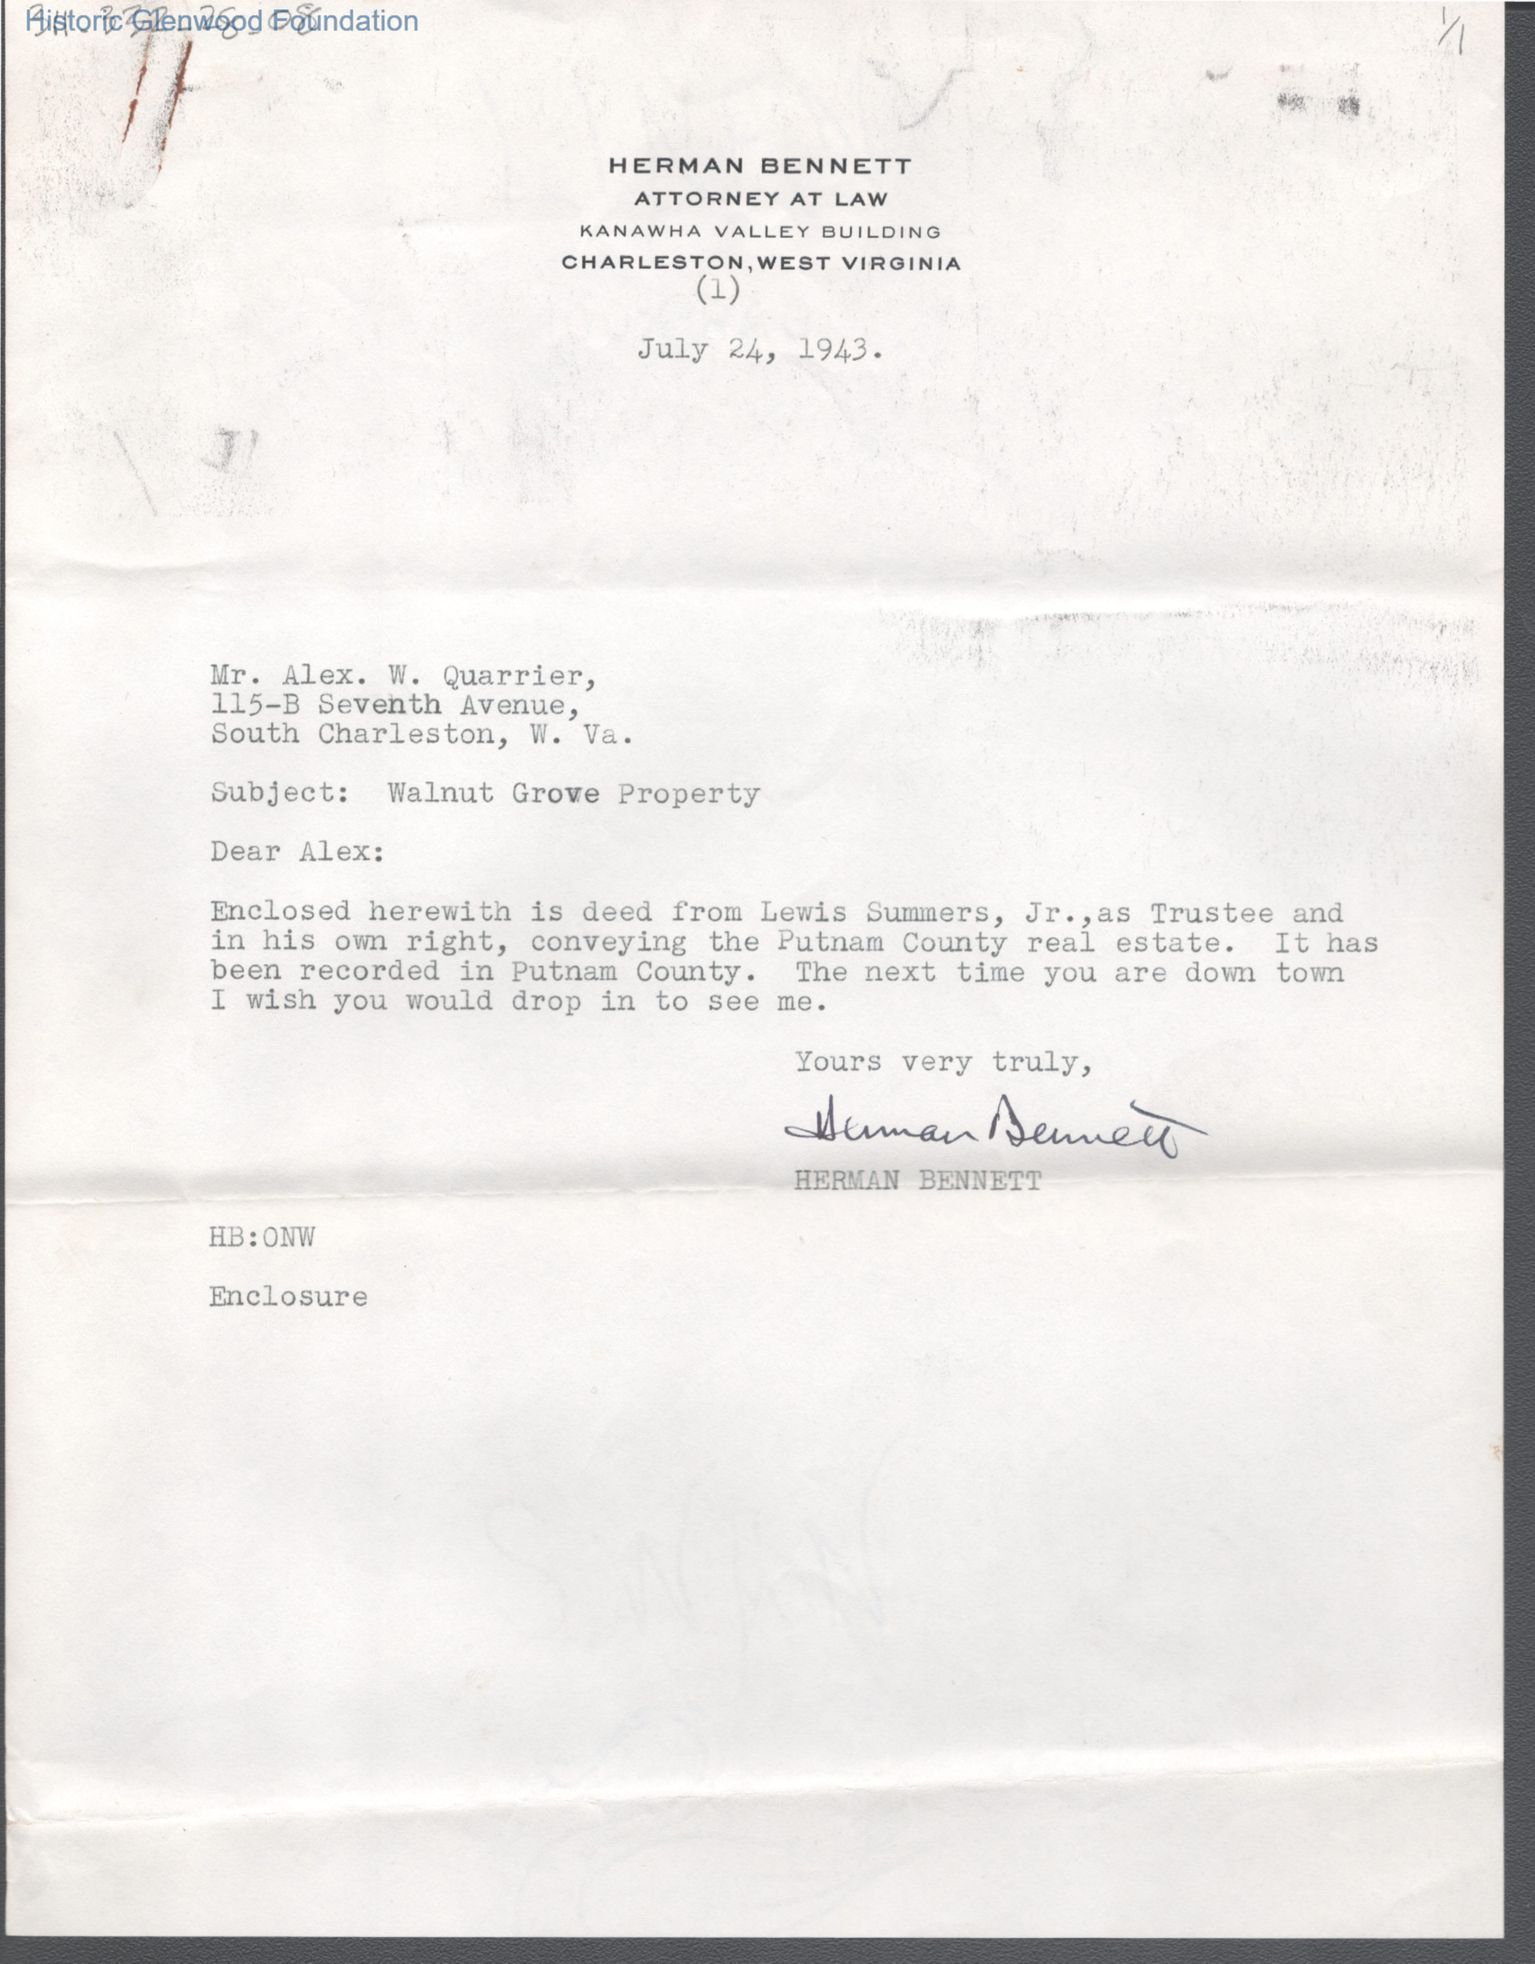 Historic Glenwood Foundation
1/1
HERMAN BENNETT
ATTORNEY AT LAW
KANAWHA VALLEY BUILDING
CHARLESTON, WEST VIRGINIA
(1)
July 24, 1943.
Mr. Alex. W. Quarrier,
115-B Seventh Avenue,
South Charleston, W. Va.
Subject: Walnut Grove Property
Dear Alex:
Enclosed herewith is deed from Lewis Summers, Jr.,as Trustee and
in his own right, conveying the Putnam County real estate. It has
been recorded in Putnam County. The next time you are down town
I wish you would drop in to see me.
Yours very truly,
Herman Bennett
HERMAN BENNETT
HB:ONW
Enclosure